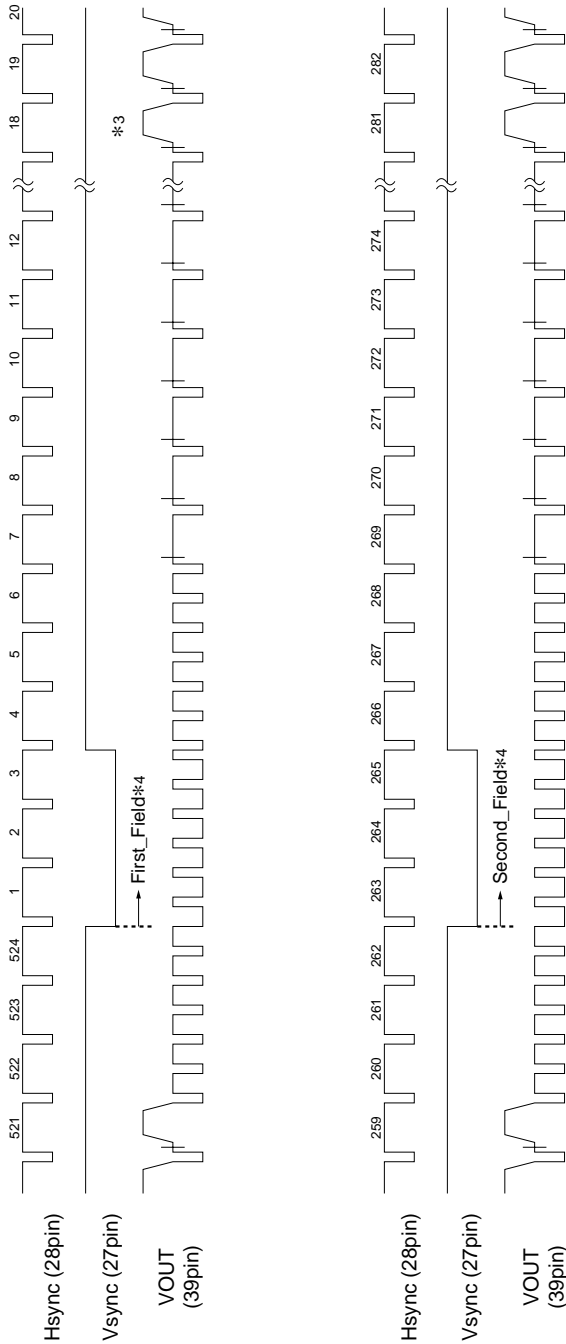 521 522 523 524 1 2 3 4 5 6 7 8 9 10 11 12 18 19 20
Hsync (28pin)
Vsync (27pin)
First_Field✻4
✻3
VOUT
(39pin)
259 260 261 262 263 264 265 266 267 268 269 270 271 272 273 274 281 282
Hsync (28pin)
Vsync (27pin)
Second_Field✻4
VOUT
(39pin)